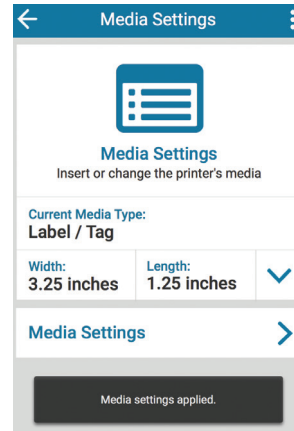 Media Settings
Media Settings
Insert or change the printer's media
Current Media Type:
Label / Tag
Width:
3.25 inches
Length:
1.25 inches
Media Settings
Media settings applied.